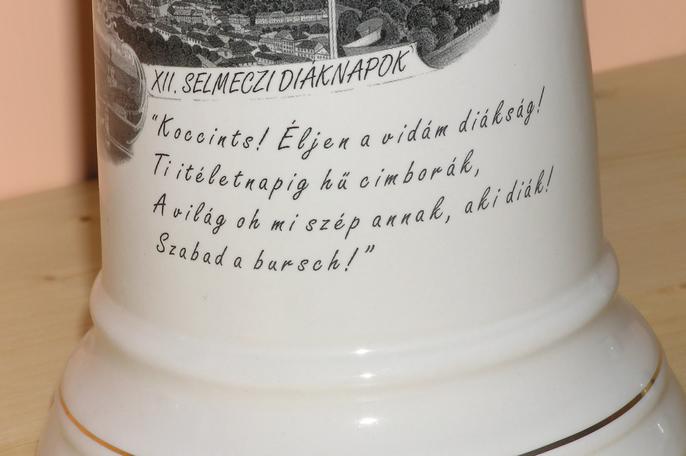 XII. SELMECZI DIÁKNAPOK
"Koccints! Éljen a vidám diákság!
Ti itéletnapig hű cimborák,
A világ oh mi szép annak, aki diák!
Szabad a bursch!"